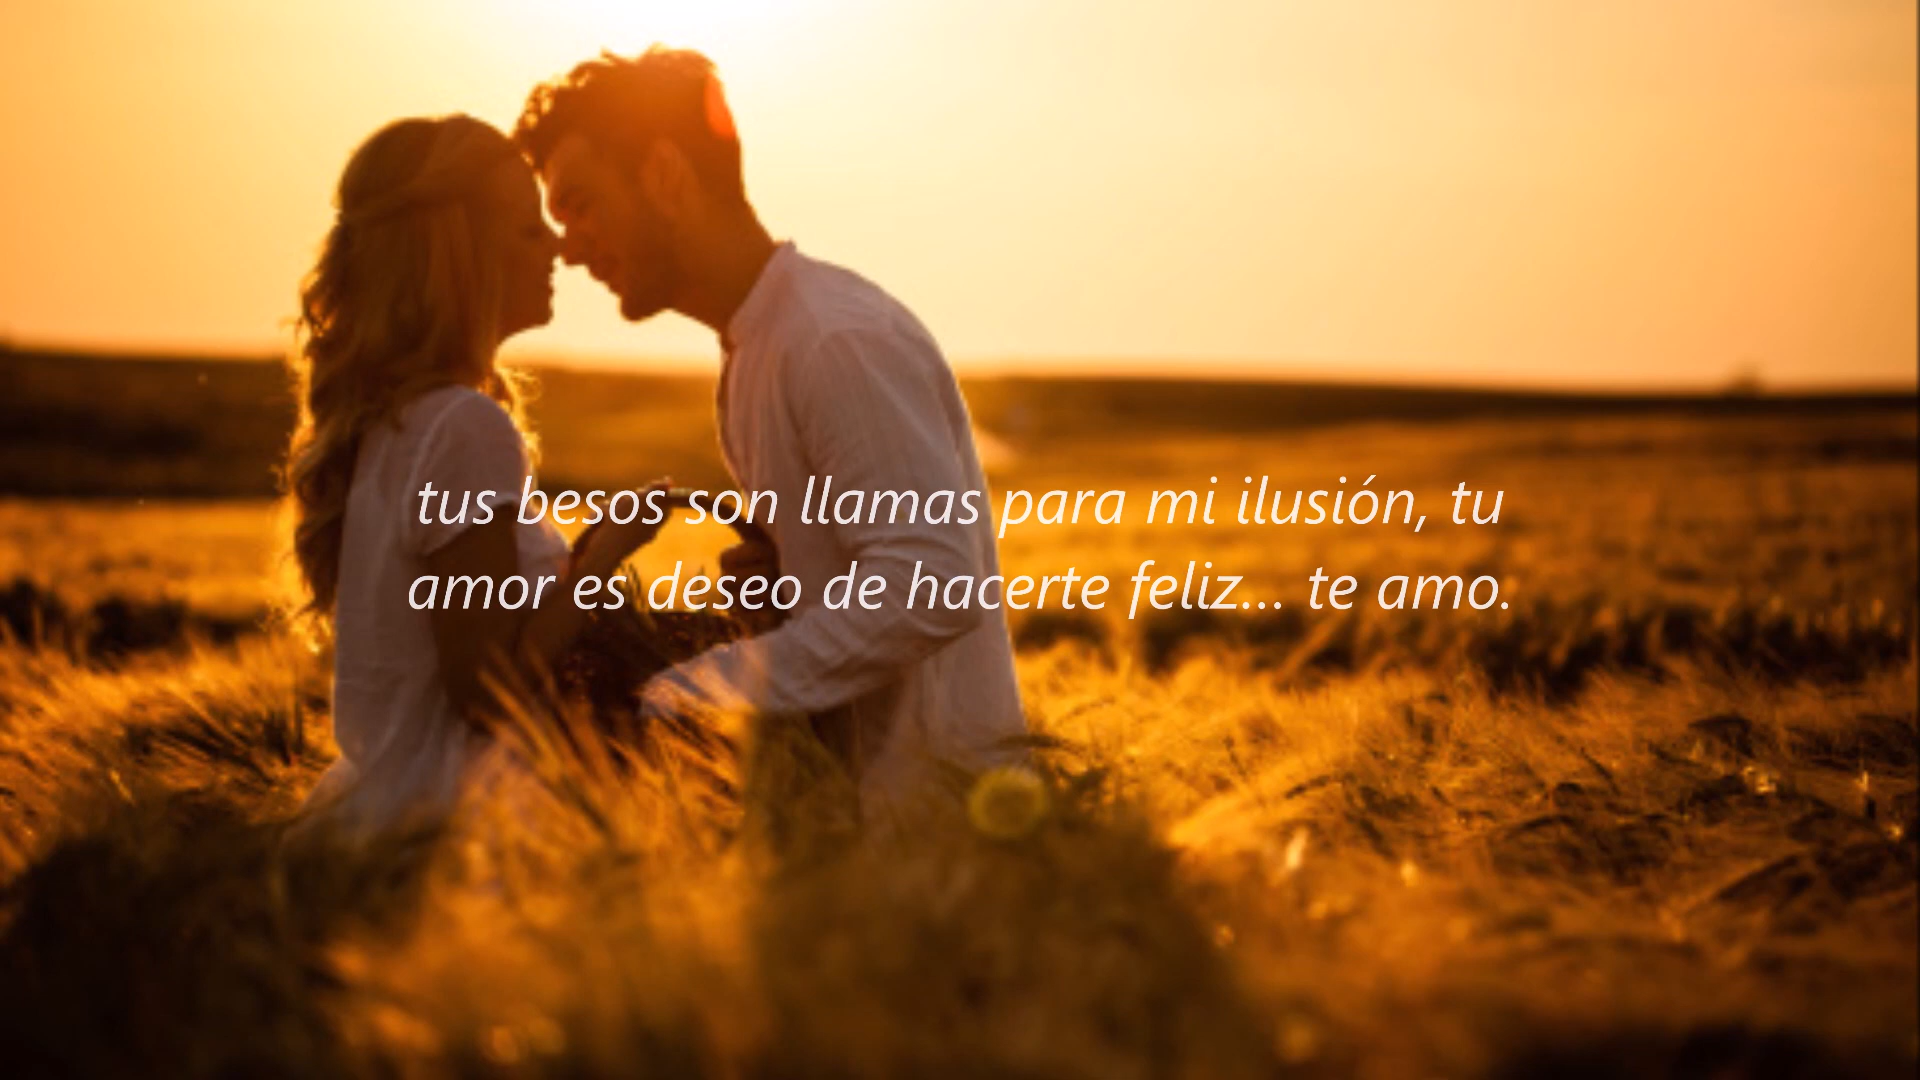 tus besos son llamas para mi ilusión, tu
amor es deseo de hacerte feliz... te amo.